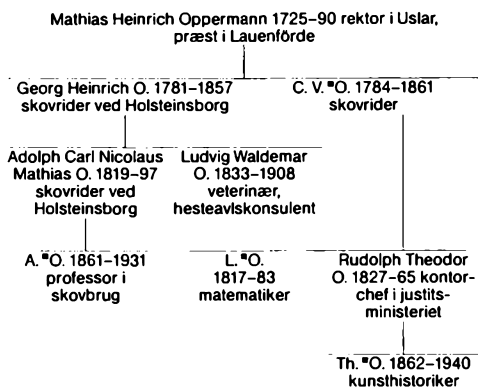 Mathias Heinrich Oppermann 1725–90 rektor i Uslar,
præst i Lauenförde
Georg Heinrich O. 1781–1857
skovrider ved Holsteinsborg
C. V. ▪O. 1784–1861
skovrider
Adolph Carl Nicolaus
Mathias O. 1819–97
skovrider ved
Holsteinsborg
Ludvig Waldemar
O. 1833–1908
veterinær,
hesteavlskonsulent
A. ▪O. 1861–1931
professor i
skovbrug
L. ▪O.
1817–83
matematiker
Rudolph Theodor
O. 1827–65 kontor-
chef i justits-
ministeriet
Th. ▪O. 1862–1940
kunsthistoriker